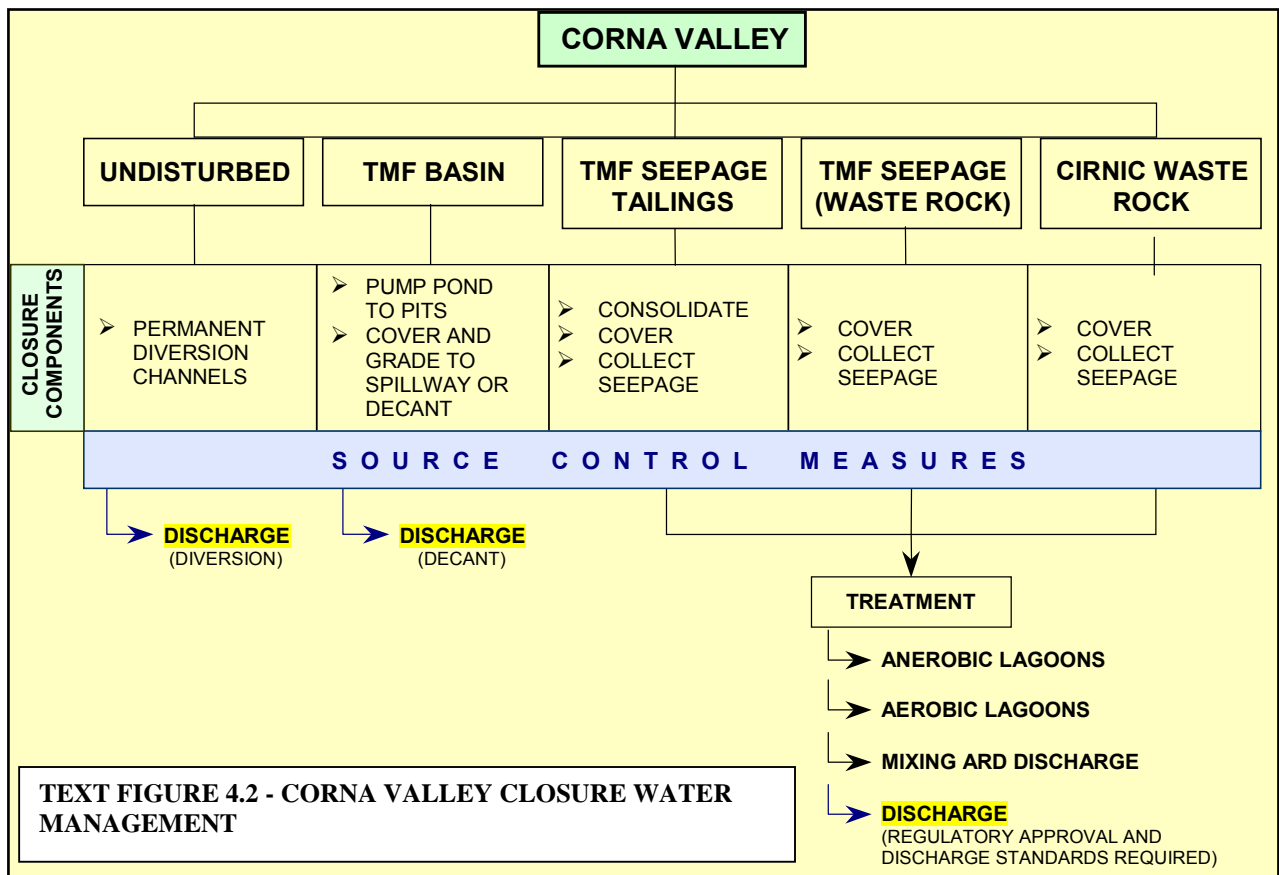 CORNA VALLEY
UNDISTURBED
TMF BASIN
TMF SEEPAGE
TAILINGS
TMF SEEPAGE
(WASTE ROCK)
CIRNIC WASTE
ROCK
CLOSURE
COMPONENTS
➢ PERMANENT
DIVERSION
CHANNELS
➢ PUMP POND
TO PITS
➢ COVER AND
GRADE TO
SPILLWAY OR
DECANT
➢ CONSOLIDATE
➢ COVER
➢ COLLECT
SEEPAGE
➢ COVER
➢ COLLECT
SEEPAGE
➢ COVER
➢ COLLECT
SEEPAGE
SOURCE CONTROL MEASURES
DISCHARGE
(DIVERSION)
DISCHARGE
(DECANT)
TREATMENT
ANEROBIC LAGOONS
AEROBIC LAGOONS
MIXING ARD DISCHARGE
DISCHARGE
(REGULATORY APPROVAL AND
DISCHARGE STANDARDS REQUIRED)
TEXT FIGURE 4.2 - CORNA VALLEY CLOSURE WATER
MANAGEMENT